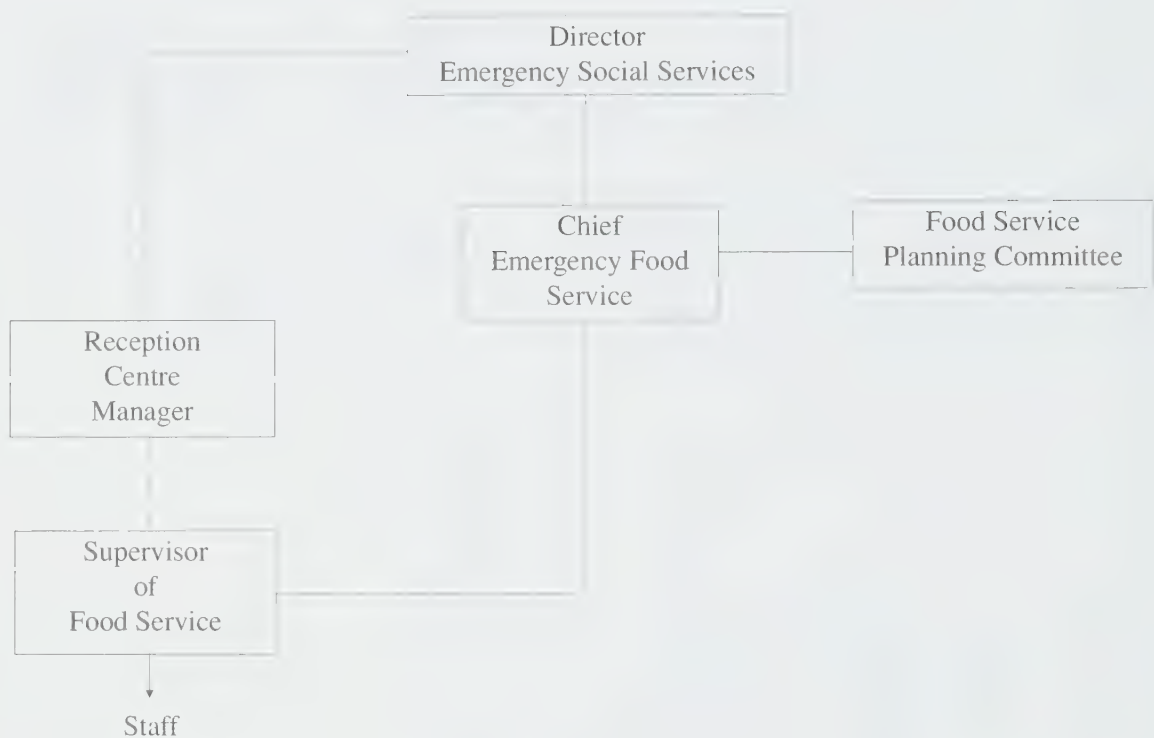 Director
Emergency Social Services
Chief
Emergency Food
Service
Food Service
Planning Committee
Reception
Centre
Manager
Supervisor
of
Food Service
Staff